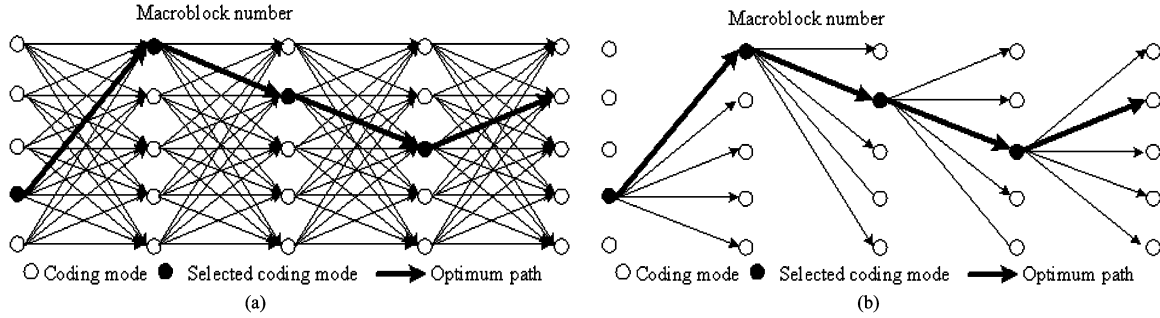 Macroblock number
Coding mode Selected coding mode Optimum path
(a)
Macroblock number
Coding mode Selected coding mode Optimum path
(b)